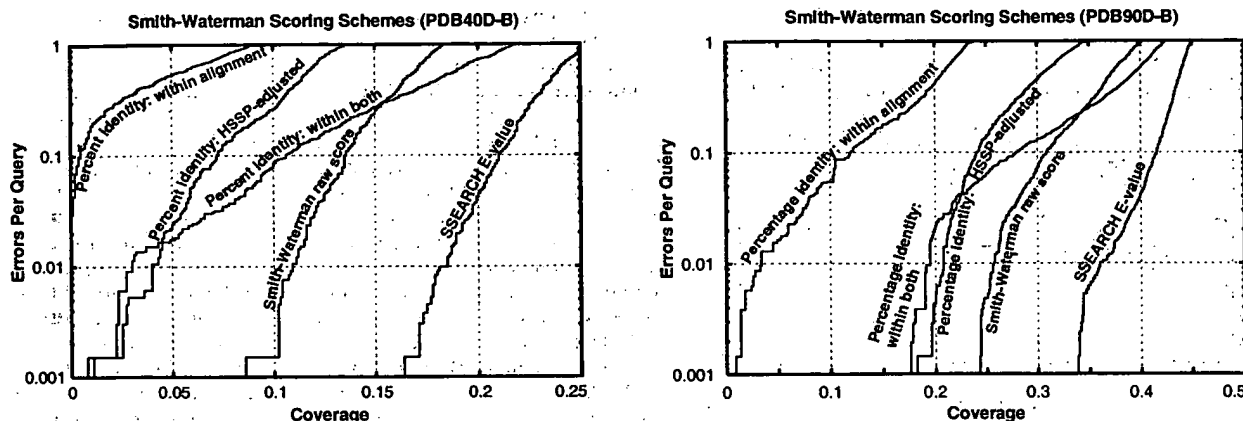 Smith-Waterman Scoring Schemes (PDB40D-B)
Errors Per Query
1
0.1
0.01
0.001
Percent Identity: within alignment
Percent Identity: HSSP-adjusted
Percent Identity: within both
Smith-Waterman raw score
SSEARCH E-value
0
0.05
0.1
0.15
0.2
0.25
Coverage
Smith-Waterman Scoring Schemes (PDB90D-B)
Errors Per Query
1
0.1
0.01
0.001
Percentage Identity: within alignment
Percentage Identity:
within both
Percentage Identity: HSSP-adjusted
Smith-Waterman raw score
SSEARCH E-value
0
0.1
0.2
0.3
0.4
0.5
Coverage